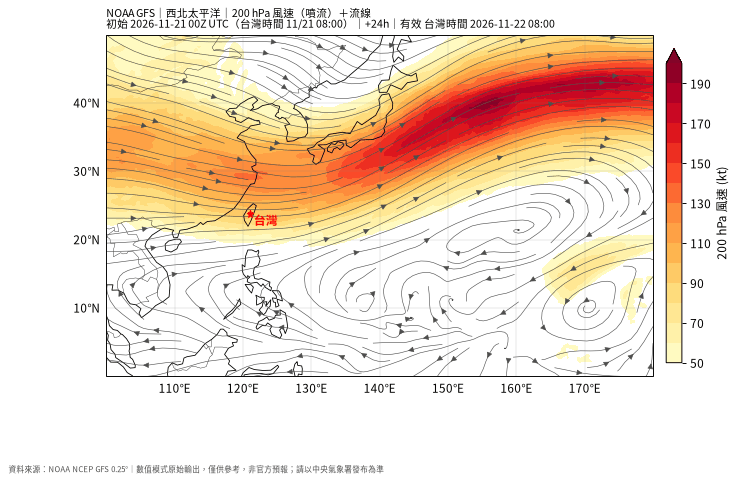 NOAA GFS｜西北太平洋｜200 hPa 風速（噴流）＋流線
初始 2026-11-21 00Z UTC（台灣時間 11/21 08:00）｜+24h｜有效 台灣時間 2026-11-22 08:00
40°N
30°N
20°N
10°N
110°E
120°E
130°E
140°E
150°E
160°E
170°E
台灣
190
170
150
130
110
90
70
50
200 hPa 風速 (kt)
資料來源：NOAA NCEP GFS 0.25°｜數值模式原始輸出，僅供參考，非官方預報；請以中央氣象署發布為準